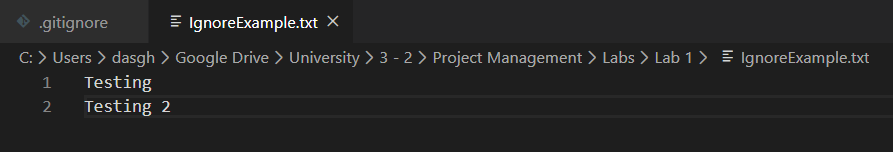 .gitignore IgnoreExample.txt
C: > Users > dasgh > Google Drive > University > 3 - 2 > Project Management > Labs > Lab 1 > IgnoreExample.txt
1 Testing
2 Testing 2